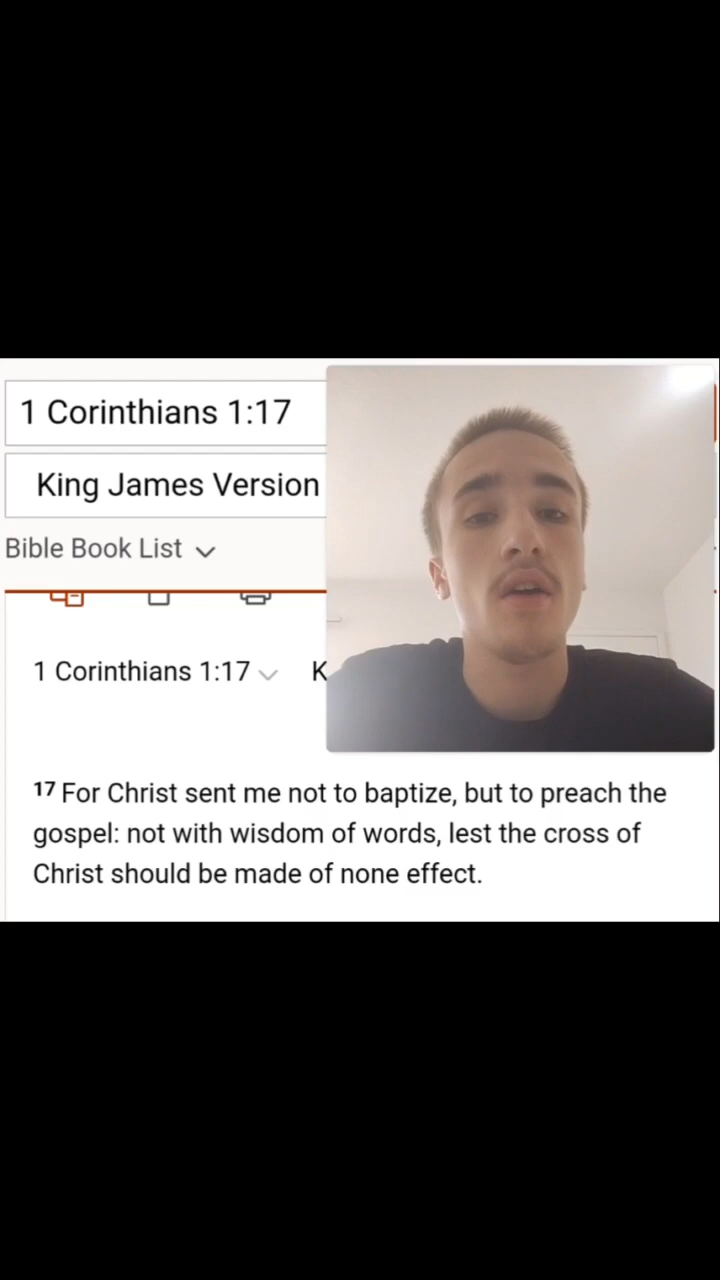 1 Corinthians 1:17
King James Version
Bible Book List
1 Corinthians 1:17 K
17 For Christ sent me not to baptize, but to preach the
gospel: not with wisdom of words, lest the cross of
Christ should be made of none effect.